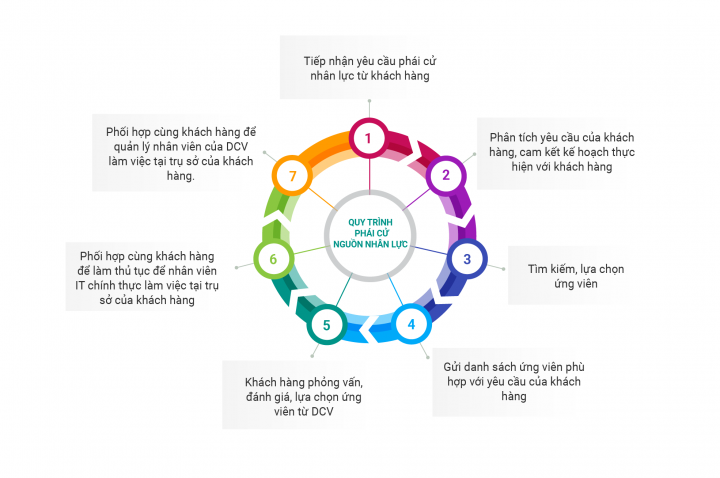 Tiếp nhận yêu cầu phái cử
nhân lực từ khách hàng
1
Phân tích yêu cầu của khách
hàng, cam kết kế hoạch thực
hiện với khách hàng
2
Tìm kiếm, lựa chọn
ứng viên
3
Gửi danh sách ứng viên phù
hợp với yêu cầu của khách
hàng
4
Khách hàng phỏng vấn,
đánh giá, lựa chọn ứng
viên từ DCV
5
Phối hợp cùng khách hàng
để làm thủ tục để nhân viên
IT chính thực làm việc tại trụ
sở của khách hàng
6
Phối hợp cùng khách hàng để
quản lý nhân viên của DCV
làm việc tại trụ sở của khách
hàng.
7
QUY TRÌNH
PHÁI CỬ
NGUỒN NHÂN LỰC